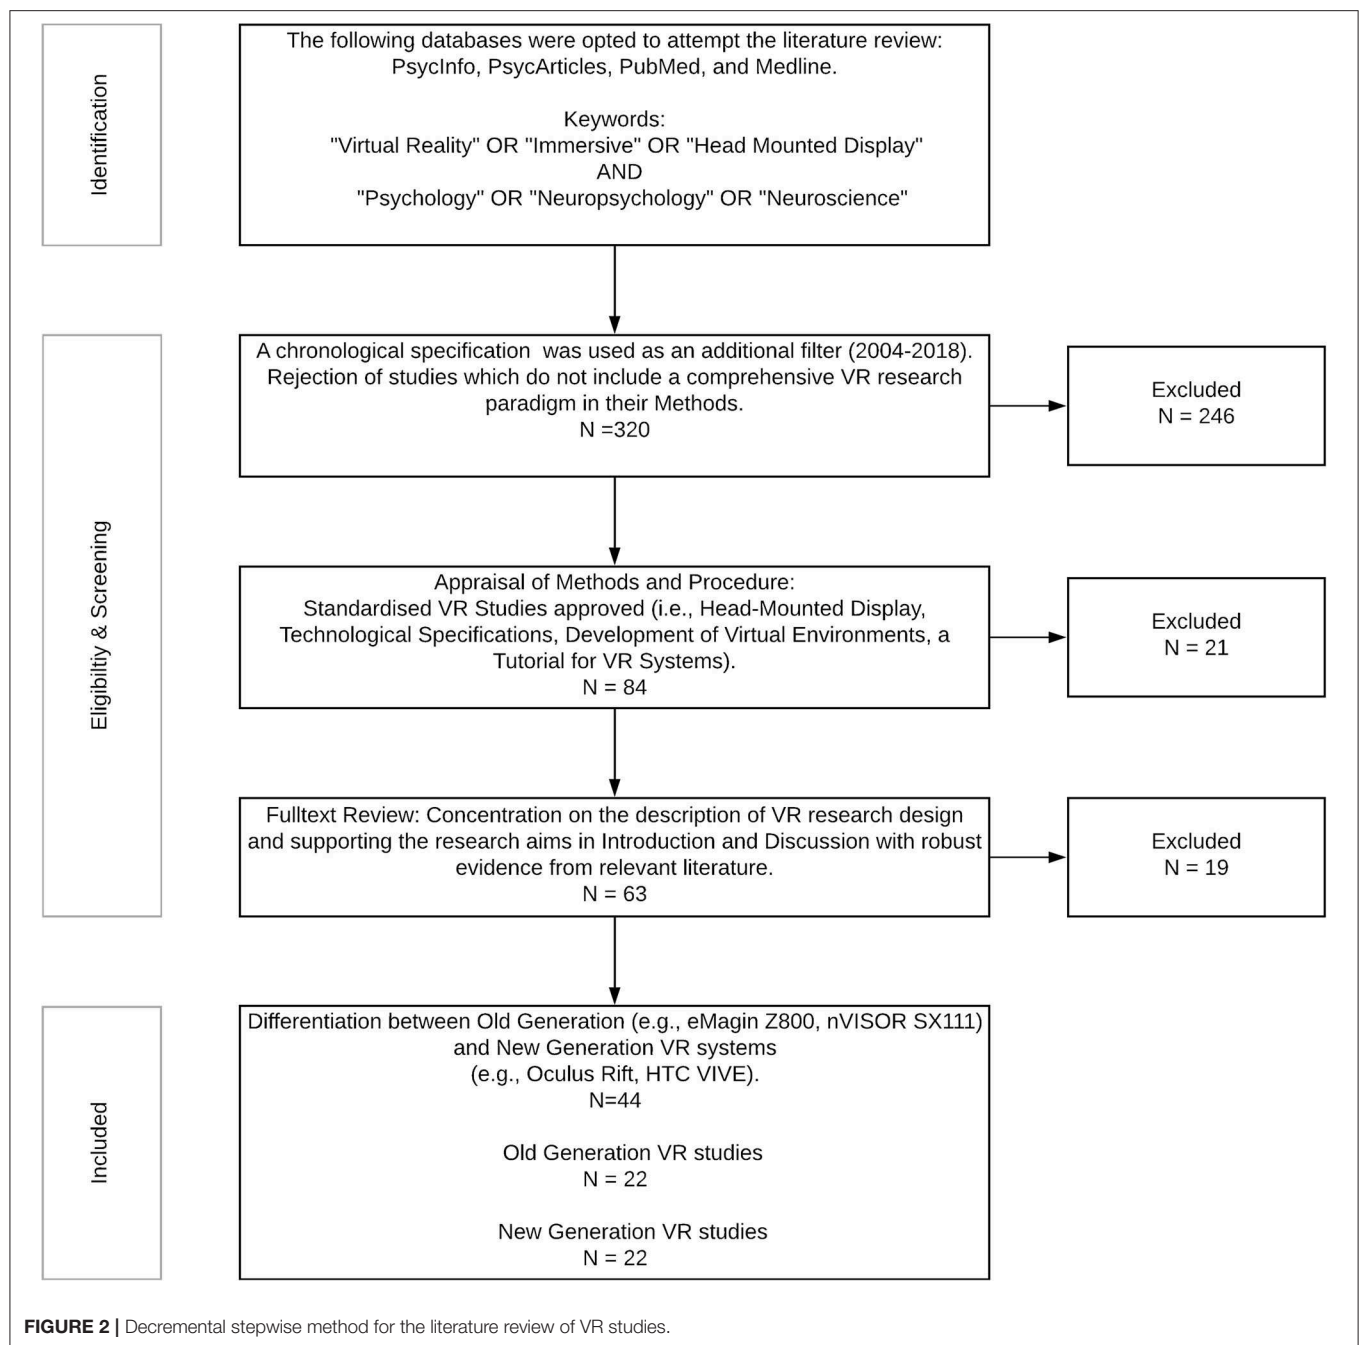 Identification
The following databases were opted to attempt the literature review:
PsycInfo, PsycArticles, PubMed, and Medline.
Keywords:
"Virtual Reality" OR "Immersive" OR "Head Mounted Display"
AND
"Psychology" OR "Neuropsychology" OR "Neuroscience"
Eligibiltiy & Screening
A chronological specification was used as an additional filter (2004-2018).
Rejection of studies which do not include a comprehensive VR research
paradigm in their Methods.
N =320
Excluded
N = 246
Appraisal of Methods and Procedure:
Standardised VR Studies approved (i.e., Head-Mounted Display,
Technological Specifications, Development of Virtual Environments, a
Tutorial for VR Systems).
N = 84
Excluded
N = 21
Fulltext Review: Concentration on the description of VR research design
and supporting the research aims in Introduction and Discussion with robust
evidence from relevant literature.
N = 63
Excluded
N = 19
Included
Differentiation between Old Generation (e.g., eMagin Z800, nVISOR SX111)
and New Generation VR systems
(e.g., Oculus Rift, HTC VIVE).
N=44
Old Generation VR studies
N = 22
New Generation VR studies
N = 22
FIGURE 2 | Decremental stepwise method for the literature review of VR studies.